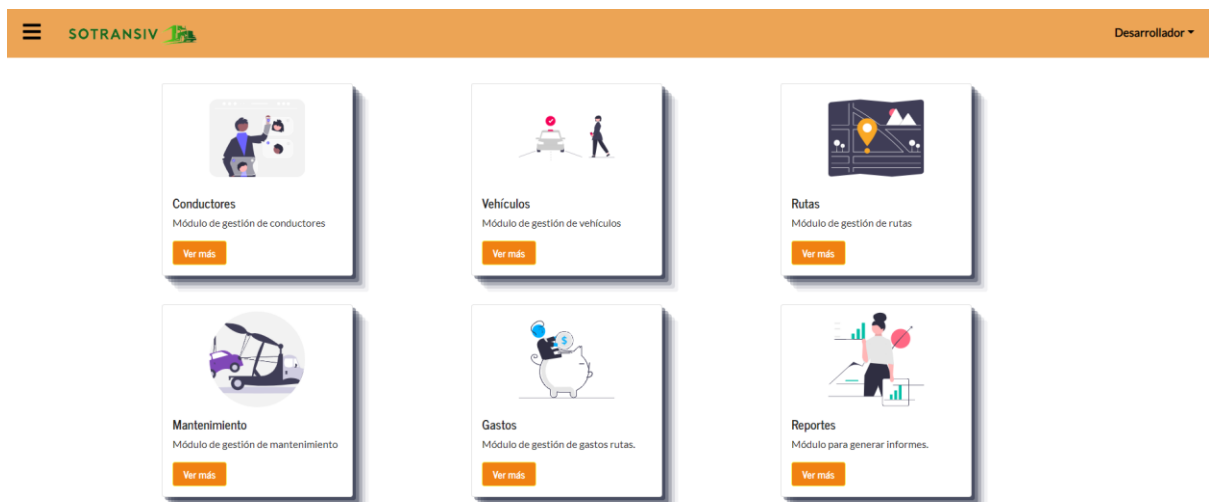 SOTRANSIV
Desarrollador
Conductores
Módulo de gestión de conductores
Ver más
Vehículos
Módulo de gestión de vehículos
Ver más
Rutas
Módulo de gestión de rutas
Ver más
Mantenimiento
Módulo de gestión de mantenimiento
Ver más
Gastos
Módulo de gestión de gastos rutas.
Ver más
Reportes
Módulo para generar informes.
Ver más